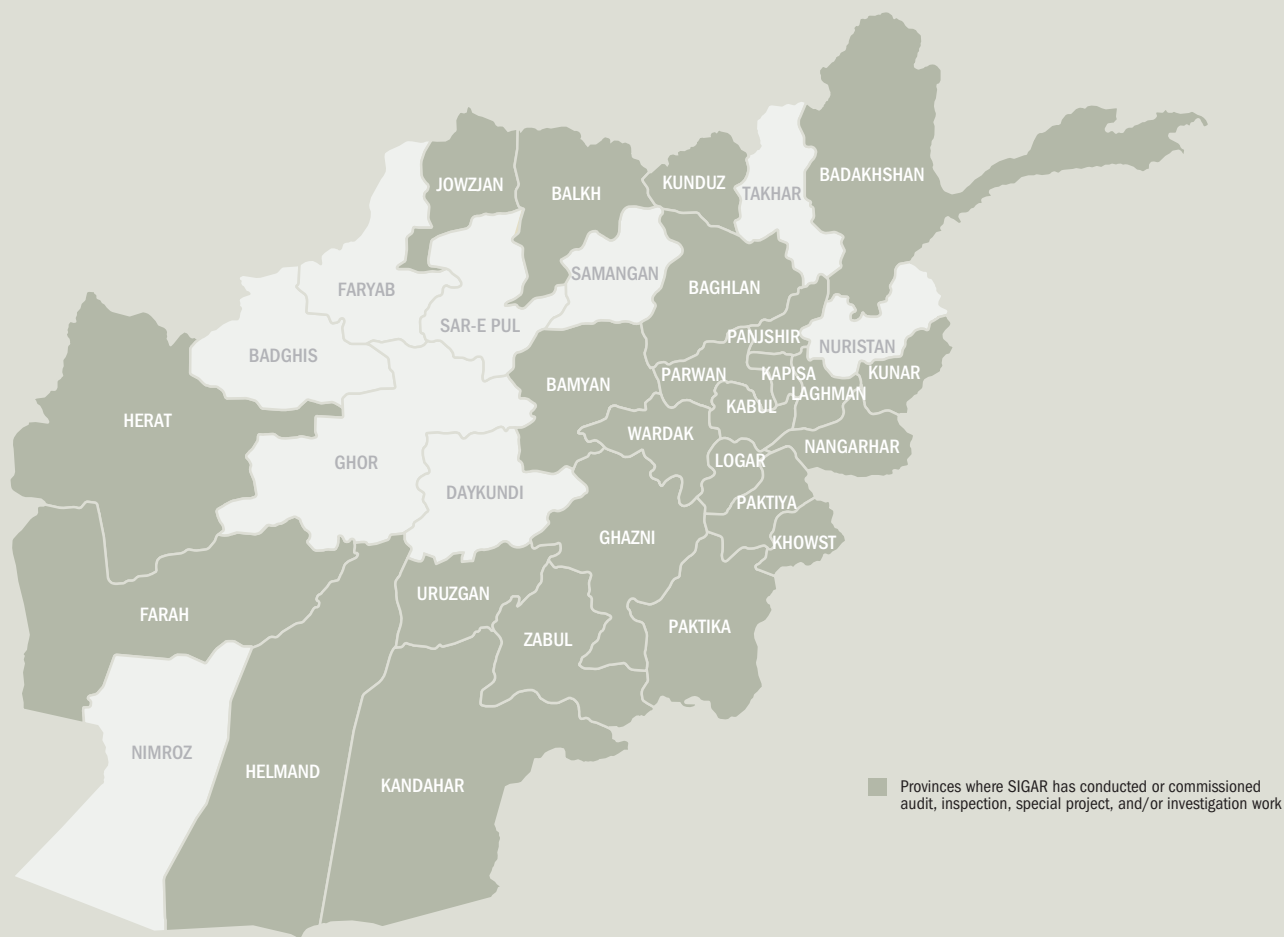 JOWZJAN
BALKH
KUNDUZ
TAKHAR
BADAKHSHAN
FARYAB
SAMANGAN
BAGHLAN
SAR-E PUL
PANJSHIR
NURISTAN
BADGHIS
BAMYAN
PARWAN
KAPISA
KUNAR
LAGHMAN
KABUL
HERAT
WARDAK
NANGARHAR
GHOR
LOGAR
DAYKUNDI
PAKTIYA
GHAZNI
KHOWST
URUZGAN
FARAH
ZABUL
PAKTIKA
NIMROZ
HELMAND
KANDAHAR
Provinces where SIGAR has conducted or commissioned
audit, inspection, special project, and/or investigation work